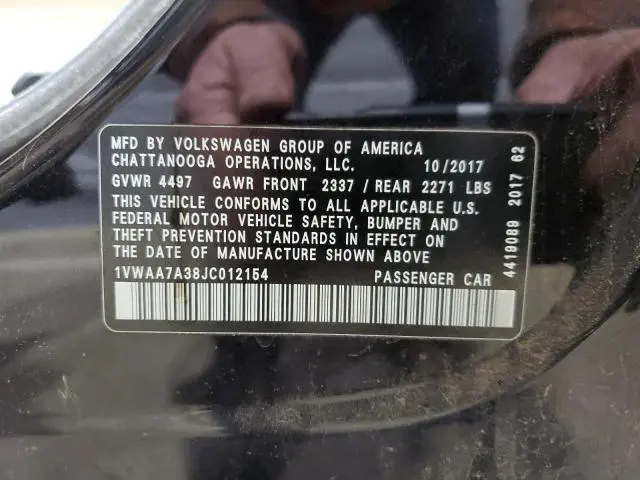 MFD BY VOLKSWAGEN GROUP OF AMERICA
CHATTANOOGA OPERATIONS, LLC. 10/2017
GVWR 4497 GAWR FRONT 2337 / REAR 2271 LBS
THIS VEHICLE CONFORMS TO ALL APPLICABLE U.S.
FEDERAL MOTOR VEHICLE SAFETY, BUMPER AND
THEFT PREVENTION STANDARDS IN EFFECT ON
THE DATE OF MANUFACTURE SHOWN ABOVE
1VWAA7A38JC012154 PASSENGER CAR
4419089 2017 62